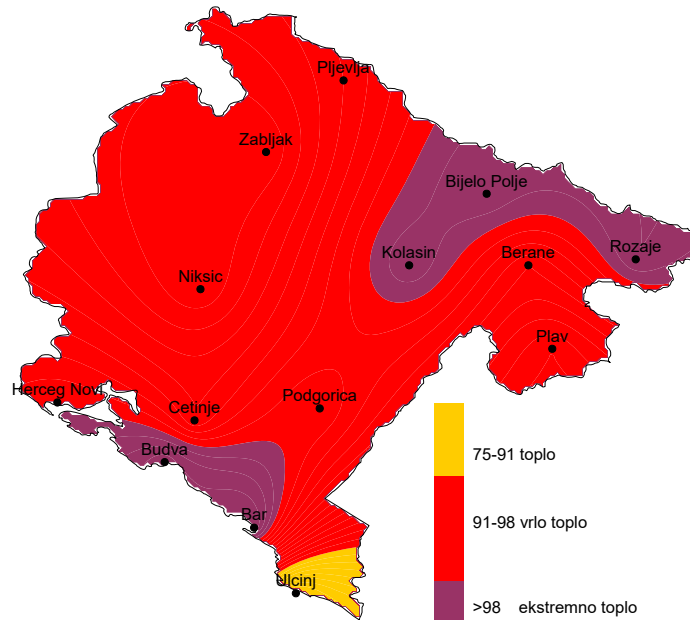 Pljevlja
Zabljak
Bijelo Polje
Kolasin
Berane
Rozaje
Niksic
Plav
Herceg Novi
Cetinje
Podgorica
Budva
Bar
Ulcinj
75-91 toplo
91-98 vrlo toplo
>98 ekstremno toplo